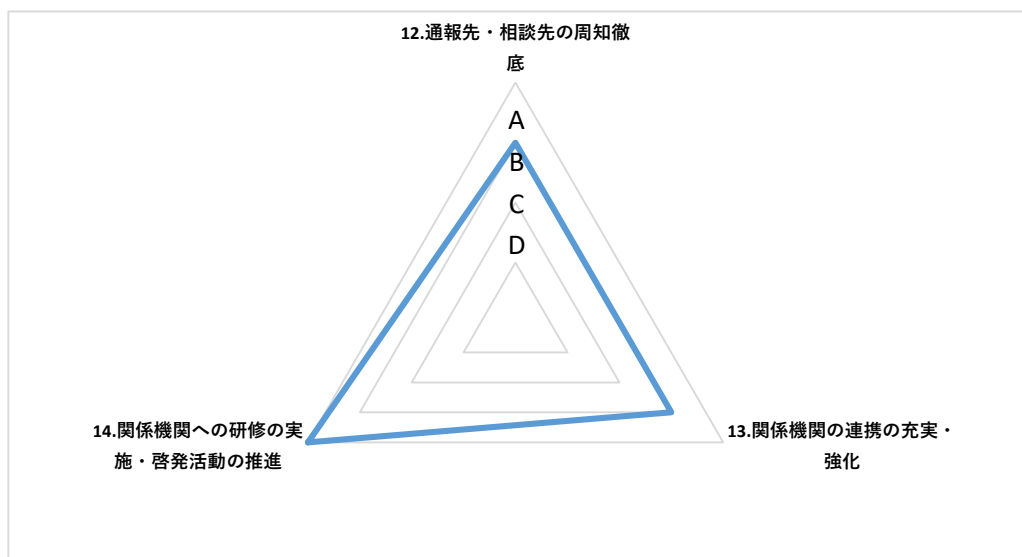 12.通報先・相談先の周知徹
底
A
B
C
D
14.関係機関への研修の実
施・啓発活動の推進
13.関係機関の連携の充実・
強化